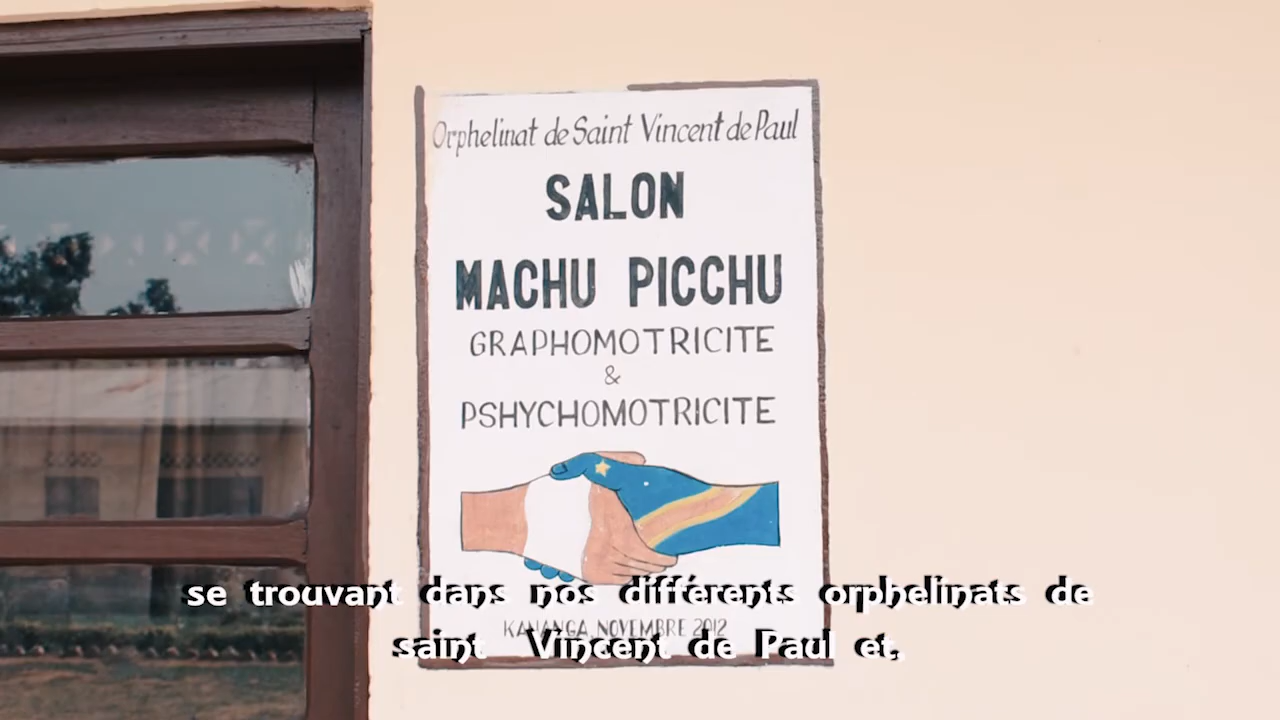 Orphelinat de Saint Vincent de Paul
SALON
MACHU PICCHU
GRAPHOMOTRICITE
&
PSHYCHOMOTRICITE
se trouvant dans nos différents orphelinats de
KANANGA, NOVEMBRE 2012
saint Vincent de Paul et,